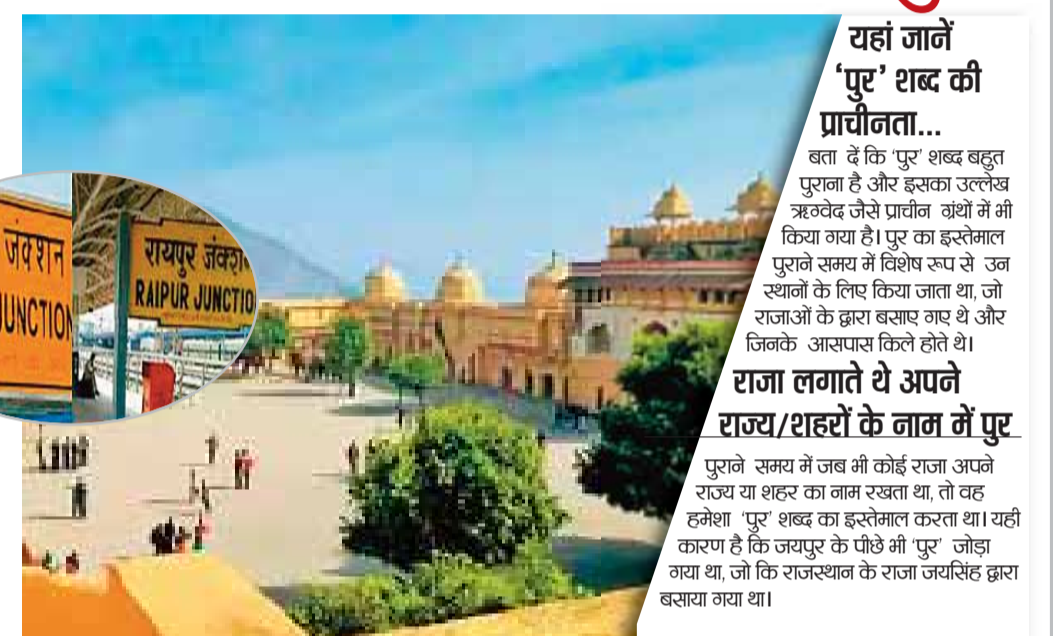 यहां जानें
‘पुर’ शब्द की
प्राचीनता...
बता दें कि ‘पुर’ शब्द बहुत
पुराना है और इसका उल्लेख
ऋग्वेद जैसे प्राचीन ग्रंथों में भी
किया गया है। पुर का इस्तेमाल
पुराने समय में विशेष रूप से उन
स्थानों के लिए किया जाता था, जो
राजाओं के द्वारा बसाए गए थे और
जिनके आसपास किले होते थे।
राजा लगाते थे अपने
राज्य/शहरों के नाम में पुर
पुराने समय में जब भी कोई राजा अपने
राज्य या शहर का नाम रखता था, तो वह
हमेशा ‘पुर’ शब्द का इस्तेमाल करता था। यही
कारण है कि जयपुर के पीछे भी ‘पुर’ जोड़ा
गया था, जो कि राजस्थान के राजा जयसिंह द्वारा
बसाया गया था।
जंक्शन
JUNCTION
रायपुर जंक्श
RAIPUR JUNCTIO